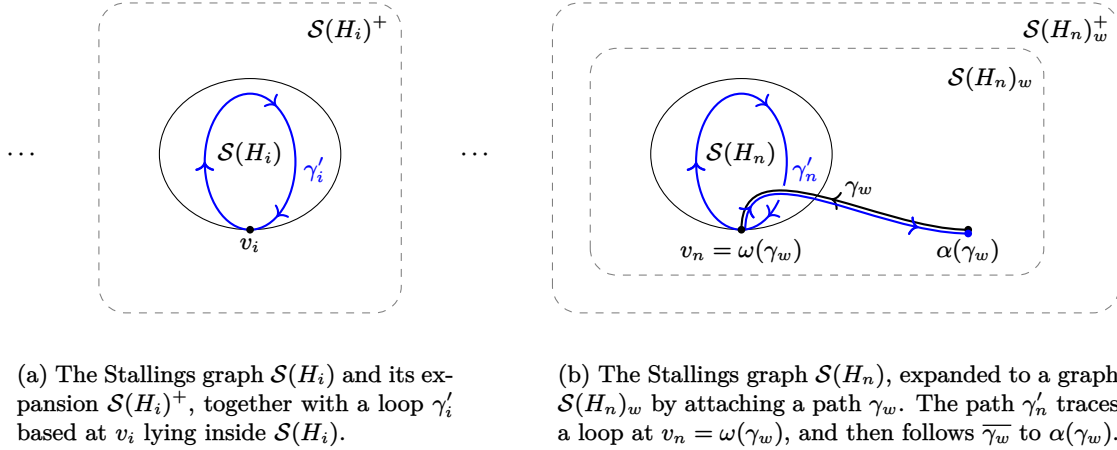 𝒮(H_i)^+
𝒮(H_n)_w^+
𝒮(H_n)_w
… 𝒮(H_i) γ'_i … 𝒮(H_n) γ'_n γ_w
v_i v_n = ω(γ_w) α(γ_w)
(a) The Stallings graph 𝒮(H_i) and its ex-
pansion 𝒮(H_i)^+, together with a loop γ'_i
based at v_i lying inside 𝒮(H_i).
(b) The Stallings graph 𝒮(H_n), expanded to a graph
𝒮(H_n)_w by attaching a path γ_w. The path γ'_n traces
a loop at v_n = ω(γ_w), and then follows \overline{γ_w} to α(γ_w).